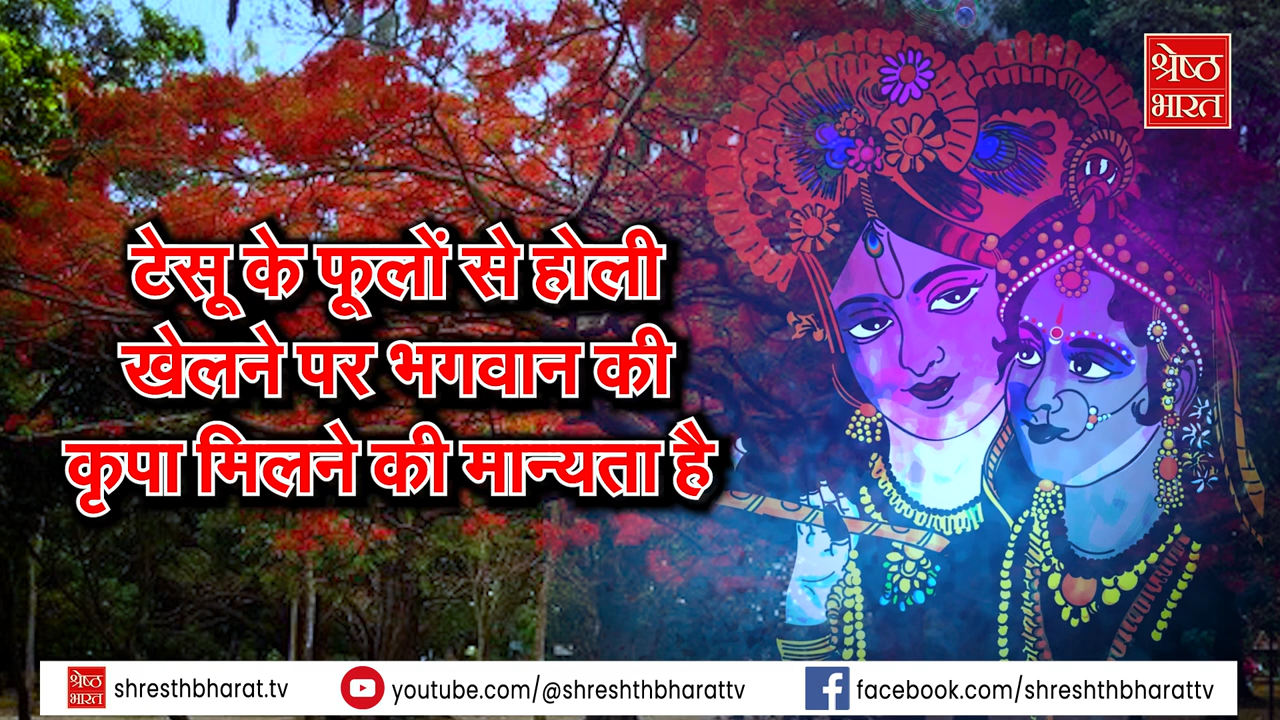 श्रेष्ठ
भारत
टेसू के फूलों से होली
खेलने पर भगवान की
कृपा मिलने की मान्यता है
श्रेष्ठ
भारत
shresthbharat.tv
youtube.com/@shreshthbharattv
facebook.com/shreshthbharattv